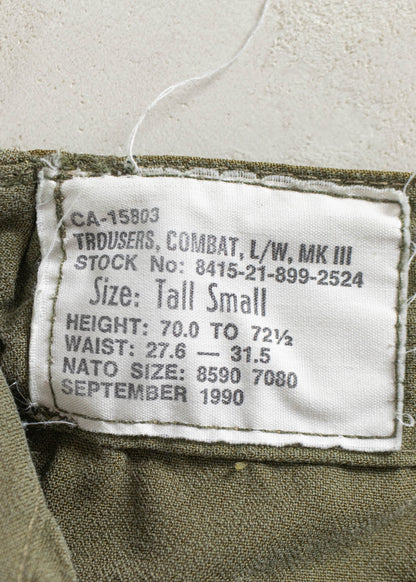 CA-15803
TROUSERS, COMBAT, L/W, MK III
STOCK No: 8415-21-899-2524
Size: Tall Small
HEIGHT: 70.0 TO 72½
WAIST: 27.6 — 31.5
NATO SIZE: 8590 7080
SEPTEMBER 1990